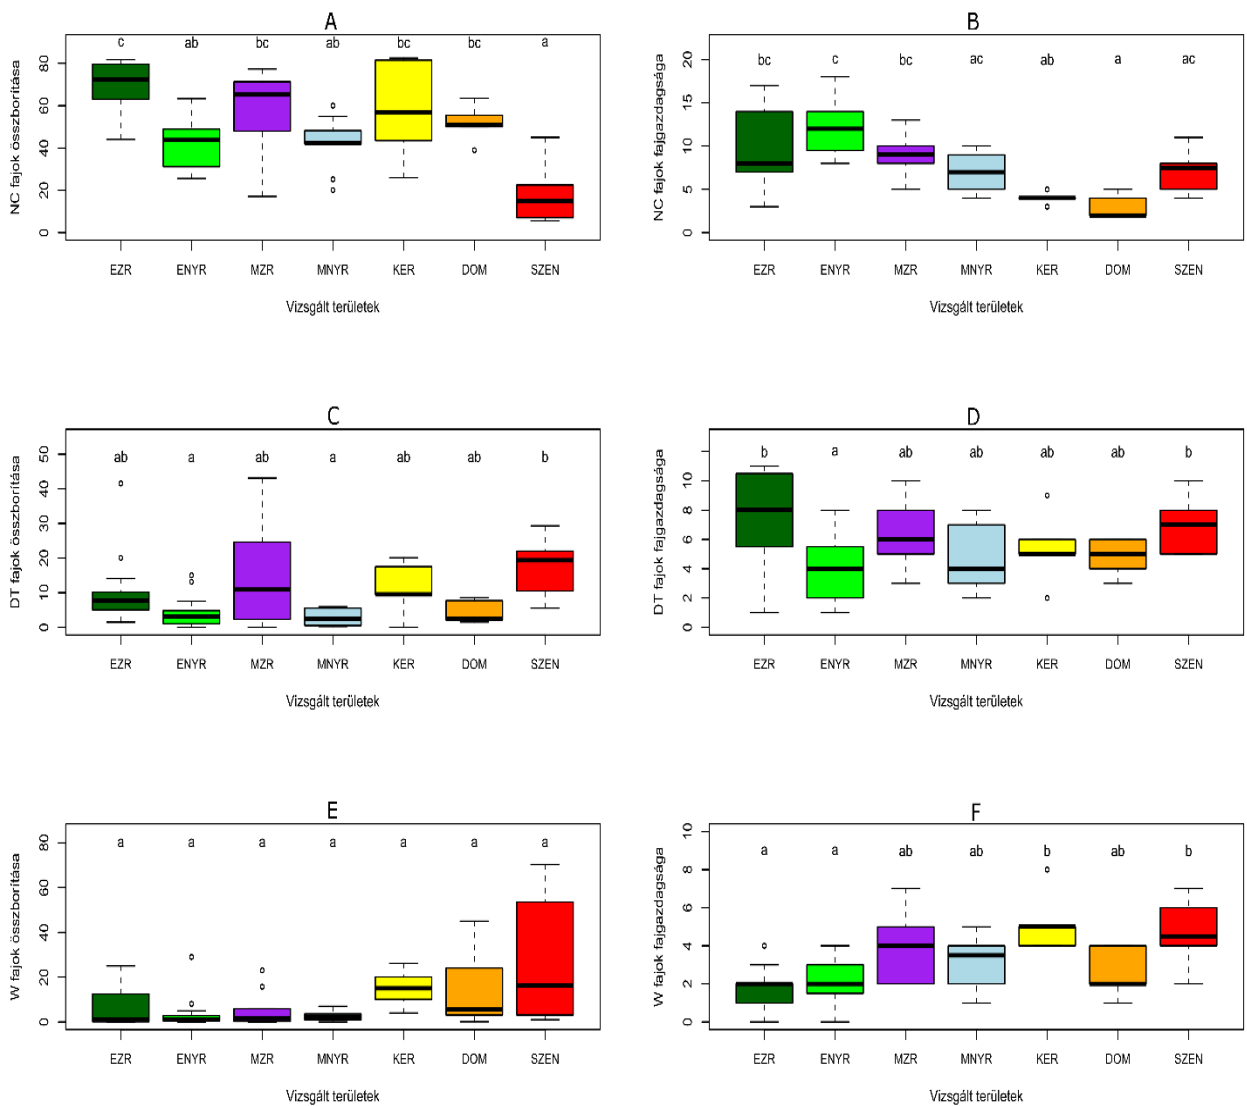 A
NC fajok összborítása
c ab bc ab bc bc a
80
60
40
20
0
EZR ENYR MZR MNYR KER DOM SZEN
Vizsgált területek
B
NC fajok fajgazdagsága
bc c bc ac ab a ac
20
15
10
5
0
EZR ENYR MZR MNYR KER DOM SZEN
Vizsgált területek
C
DT fajok összborítása
ab a ab a ab ab b
50
40
30
20
10
0
EZR ENYR MZR MNYR KER DOM SZEN
Vizsgált területek
D
DT fajok fajgazdagsága
b a ab ab ab ab b
10
8
6
4
2
0
EZR ENYR MZR MNYR KER DOM SZEN
Vizsgált területek
E
W fajok összborítása
a a a a a a a
80
60
40
20
0
EZR ENYR MZR MNYR KER DOM SZEN
Vizsgált területek
F
W fajok fajgazdagsága
a a ab ab b ab b
10
8
6
4
2
0
EZR ENYR MZR MNYR KER DOM SZEN
Vizsgált területek